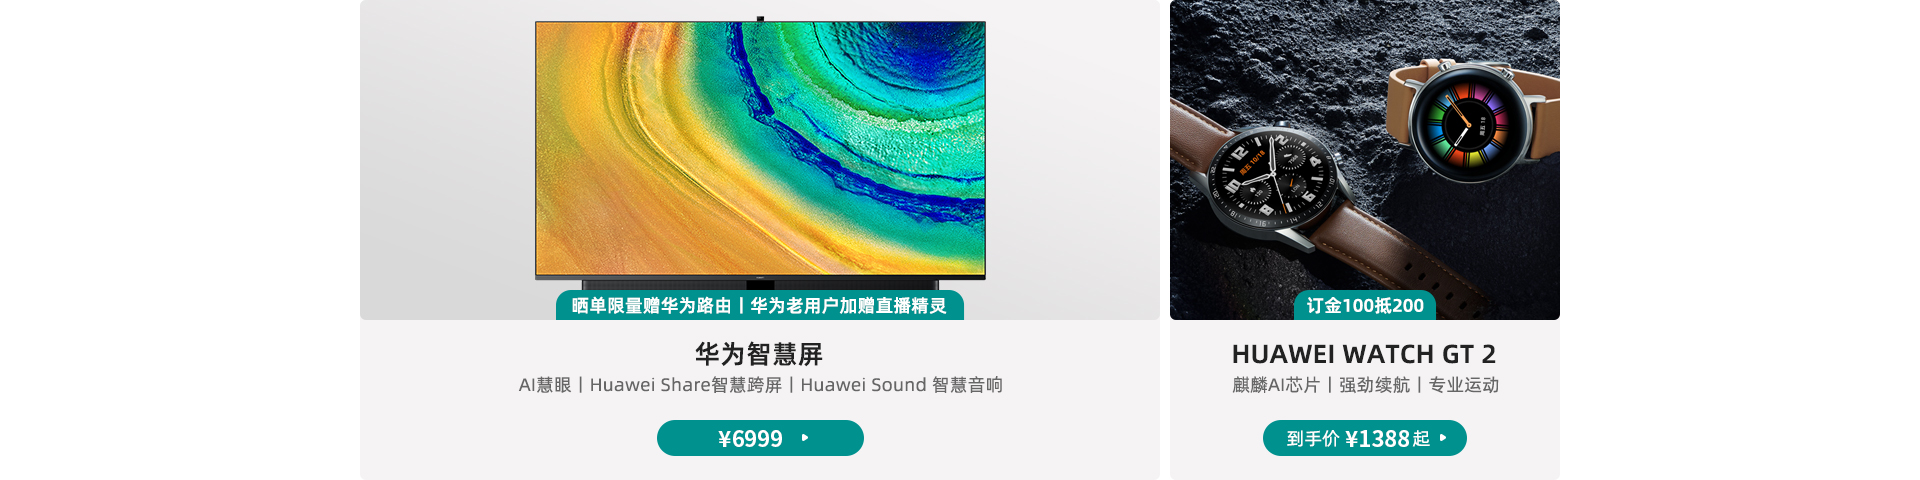 晒单限量赠华为路由丨华为老用户加赠直播精灵
华为智慧屏
AI慧眼丨Huawei Share智慧跨屏丨Huawei Sound 智慧音响
¥6999
订金100抵200
HUAWEI WATCH GT 2
麒麟AI芯片丨强劲续航丨专业运动
到手价 ¥1388起